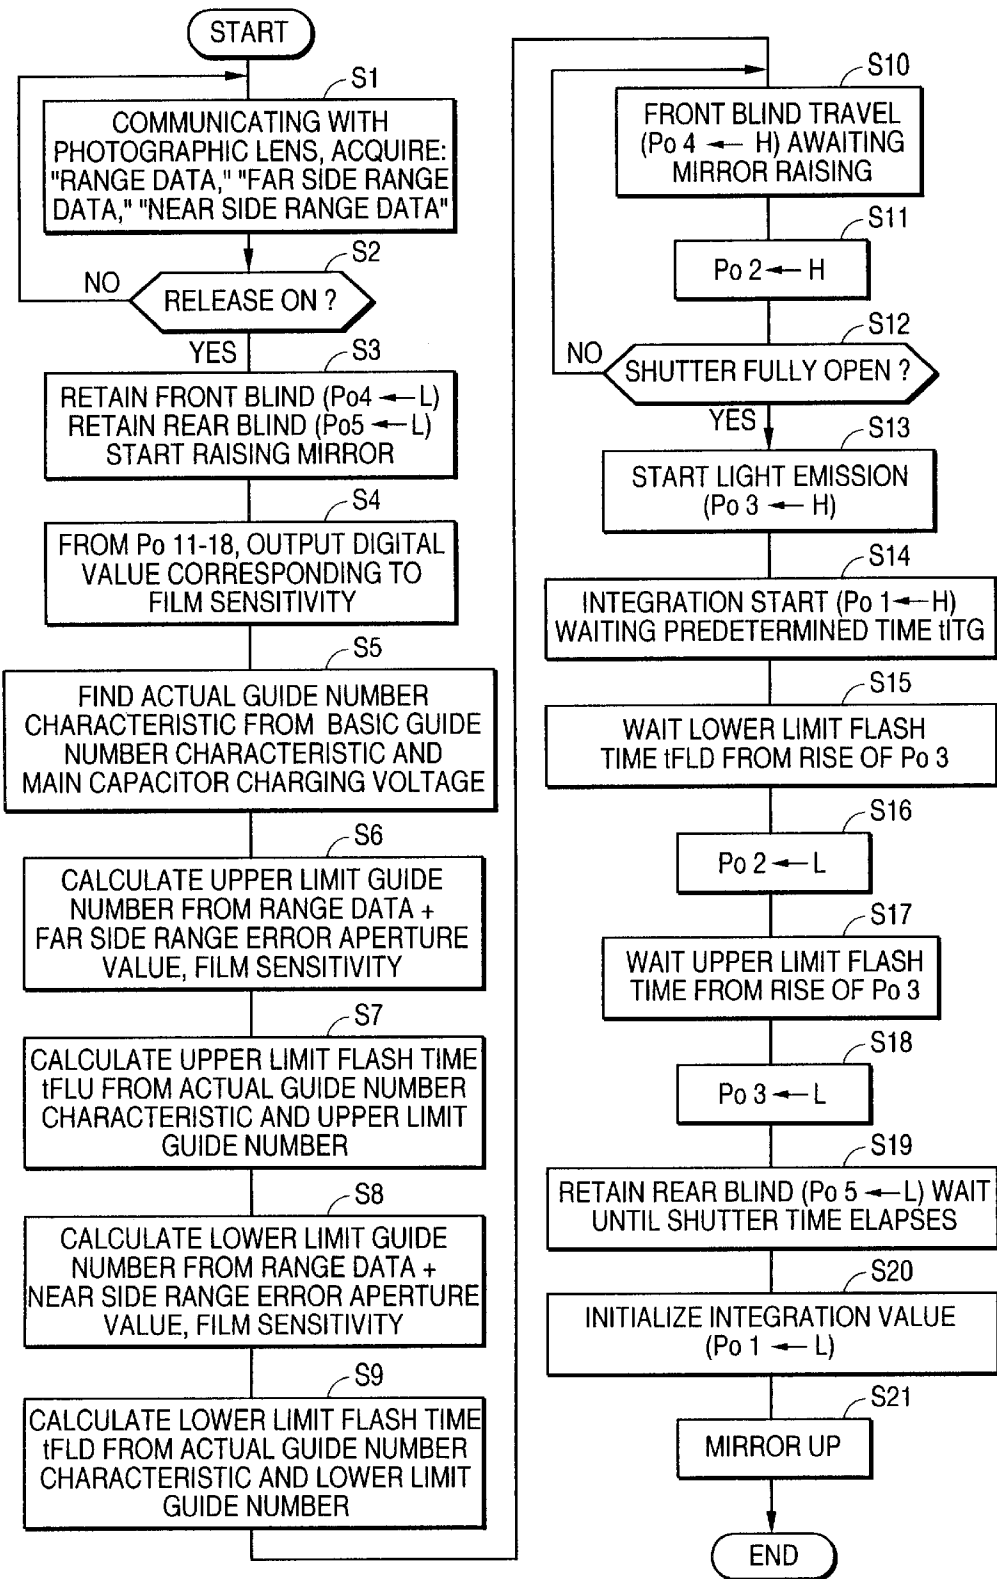 START
S1
COMMUNICATING WITH
PHOTOGRAPHIC LENS, ACQUIRE:
"RANGE DATA," "FAR SIDE RANGE
DATA," "NEAR SIDE RANGE DATA"
S2
NO
RELEASE ON ?
YES
S3
RETAIN FRONT BLIND (Po4 ← L)
RETAIN REAR BLIND (Po5 ← L)
START RAISING MIRROR
S4
FROM Po 11-18, OUTPUT DIGITAL
VALUE CORRESPONDING TO
FILM SENSITIVITY
S5
FIND ACTUAL GUIDE NUMBER
CHARACTERISTIC FROM BASIC GUIDE
NUMBER CHARACTERISTIC AND
MAIN CAPACITOR CHARGING VOLTAGE
S6
CALCULATE UPPER LIMIT GUIDE
NUMBER FROM RANGE DATA +
FAR SIDE RANGE ERROR APERTURE
VALUE, FILM SENSITIVITY
S7
CALCULATE UPPER LIMIT FLASH TIME
tFLU FROM ACTUAL GUIDE NUMBER
CHARACTERISTIC AND UPPER LIMIT
GUIDE NUMBER
S8
CALCULATE LOWER LIMIT GUIDE
NUMBER FROM RANGE DATA +
NEAR SIDE RANGE ERROR APERTURE
VALUE, FILM SENSITIVITY
S9
CALCULATE LOWER LIMIT FLASH TIME
tFLD FROM ACTUAL GUIDE NUMBER
CHARACTERISTIC AND LOWER LIMIT
GUIDE NUMBER
S10
FRONT BLIND TRAVEL
(Po 4 ← H) AWAITING
MIRROR RAISING
S11
Po 2 ← H
S12
NO
SHUTTER FULLY OPEN ?
YES
S13
START LIGHT EMISSION
(Po 3 ← H)
S14
INTEGRATION START (Po 1 ← H)
WAITING PREDETERMINED TIME tITG
S15
WAIT LOWER LIMIT FLASH
TIME tFLD FROM RISE OF Po 3
S16
Po 2 ← L
S17
WAIT UPPER LIMIT FLASH
TIME FROM RISE OF Po 3
S18
Po 3 ← L
S19
RETAIN REAR BLIND (Po 5 ← L) WAIT
UNTIL SHUTTER TIME ELAPSES
S20
INITIALIZE INTEGRATION VALUE
(Po 1 ← L)
S21
MIRROR UP
END